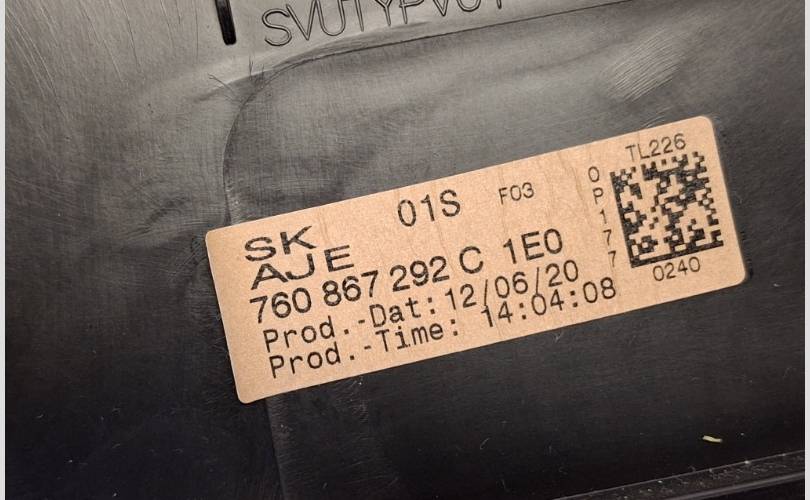 SK 01S F03
AJE
760 867 292 C 1E0
Prod.-Dat:12/06/20
Prod.-Time: 14:04:08
TL226
OP177
0240